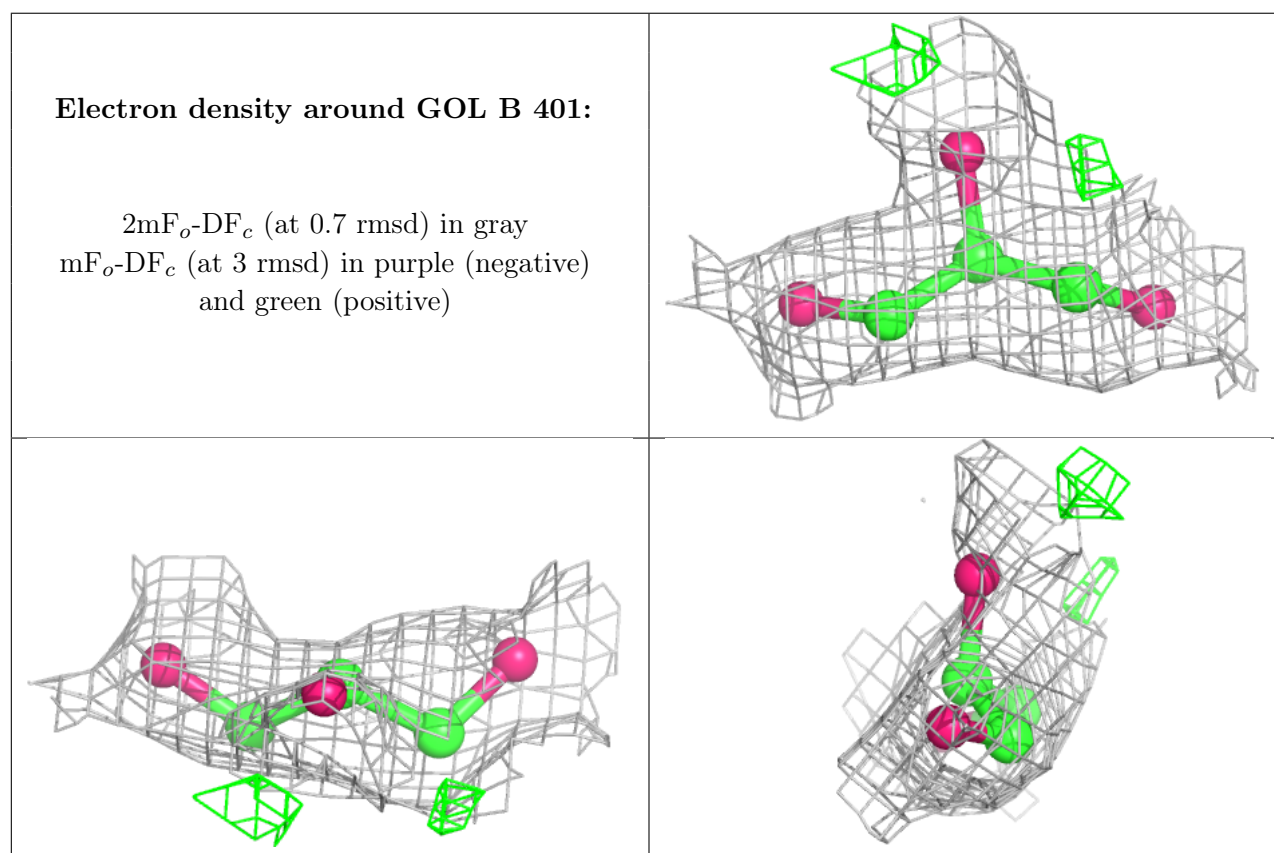 Electron density around GOL B 401:
2mFₒ-DF𝒸 (at 0.7 rmsd) in gray
mFₒ-DF𝒸 (at 3 rmsd) in purple (negative)
and green (positive)